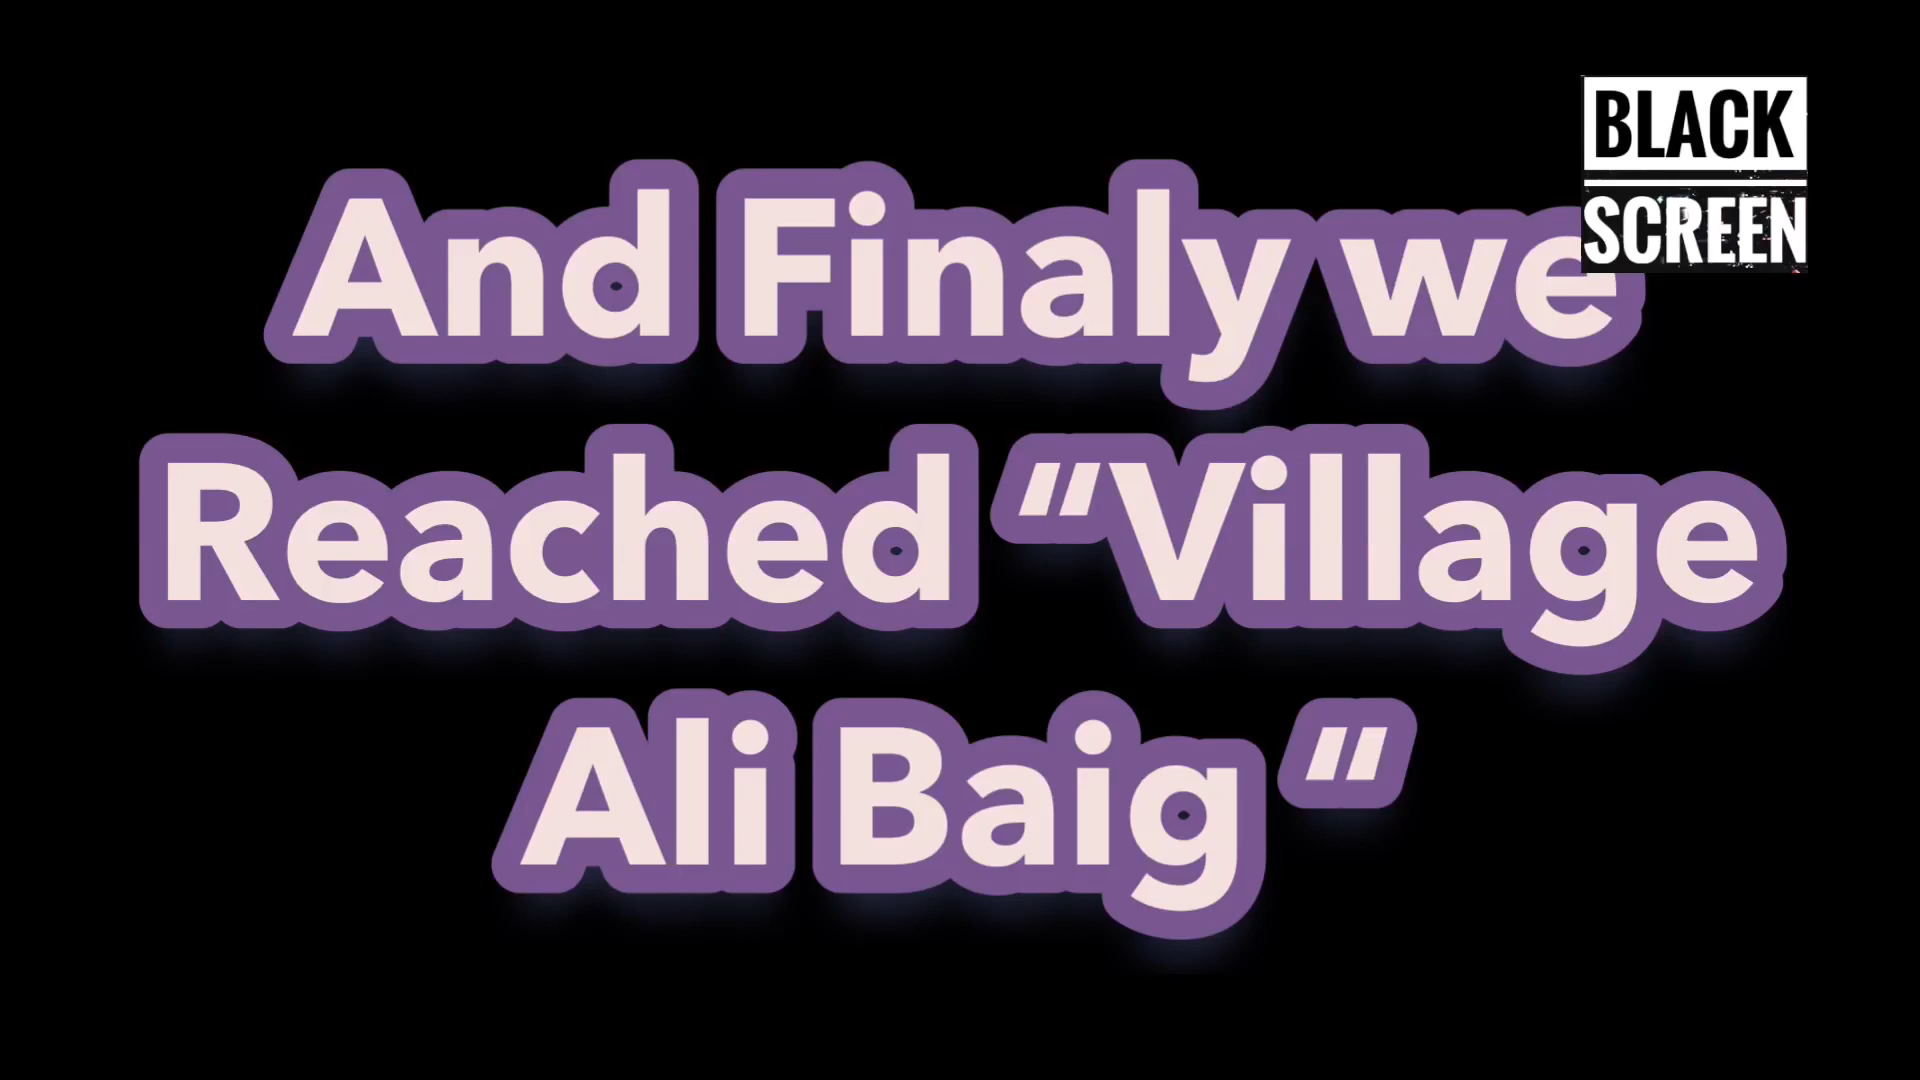 BLACK
SCREEN
And Finaly we
Reached “Village
Ali Baig “